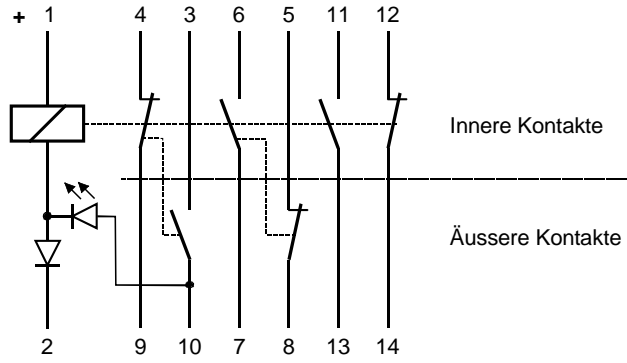 + 1 4 3 6 5 11 12
Innere Kontakte
Äussere Kontakte
2 9 10 7 8 13 14